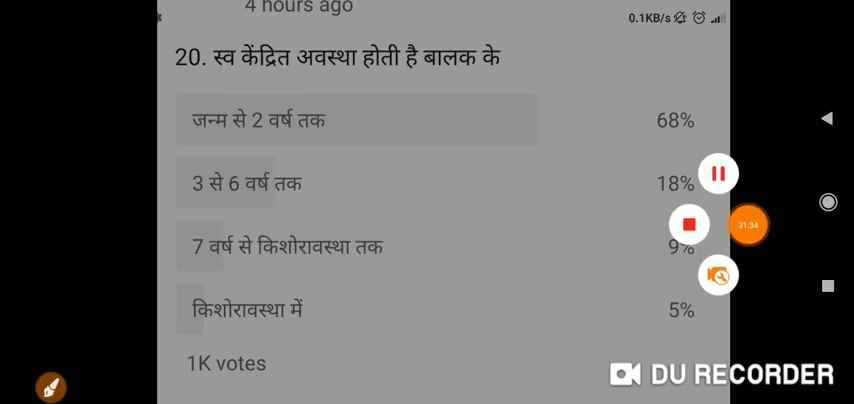 4 hours ago
0.1KB/s
20. स्व केंद्रित अवस्था होती है बालक के
जन्म से 2 वर्ष तक 68%
3 से 6 वर्ष तक 18%
7 वर्ष से किशोरावस्था तक 9%
किशोरावस्था में 5%
31:34
1K votes
DU RECORDER